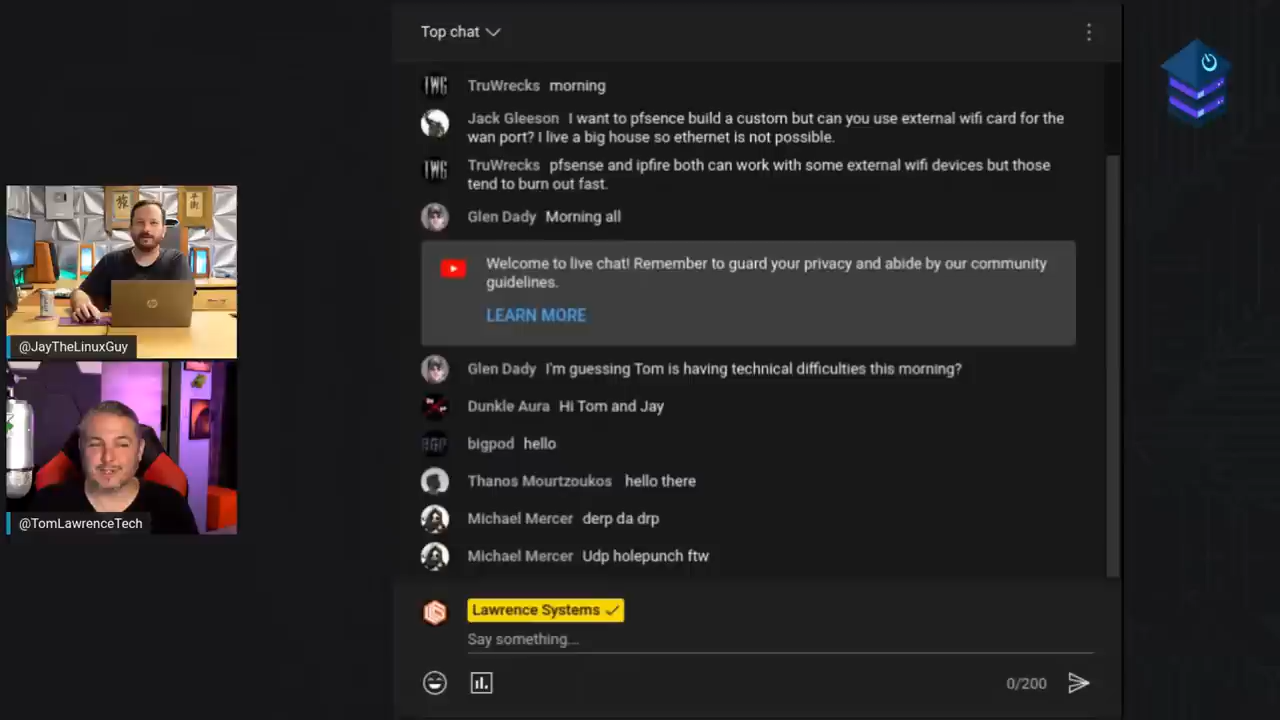 Top chat
TruWrecks morning
Jack Gleeson I want to pfsence build a custom but can you use external wifi card for the
wan port? I live a big house so ethernet is not possible.
TruWrecks pfsense and ipfire both can work with some external wifi devices but those
tend to burn out fast.
Glen Dady Morning all
Welcome to live chat! Remember to guard your privacy and abide by our community
guidelines.
LEARN MORE
Glen Dady I'm guessing Tom is having technical difficulties this morning?
Dunkle Aura Hi Tom and Jay
bigpod hello
Thanos Mourtzoukos hello there
Michael Mercer derp da drp
Michael Mercer Udp holepunch ftw
Lawrence Systems
Say something...
0/200
@JayTheLinuxGuy
@TomLawrenceTech